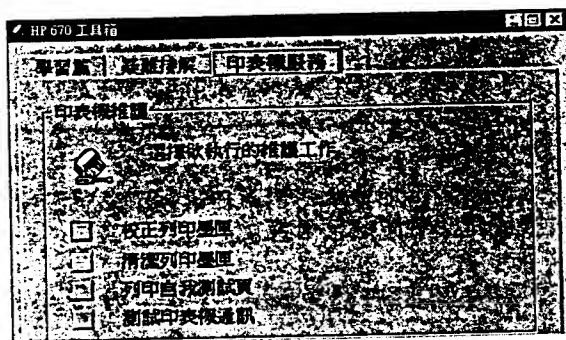 HP 670 工具箱
學習篇 疑難排解 印表機服務
印表機維護
選擇欲執行的維護工作
校正列印墨匣
清潔列印墨匣
列印自我測試頁
測試印表機通訊